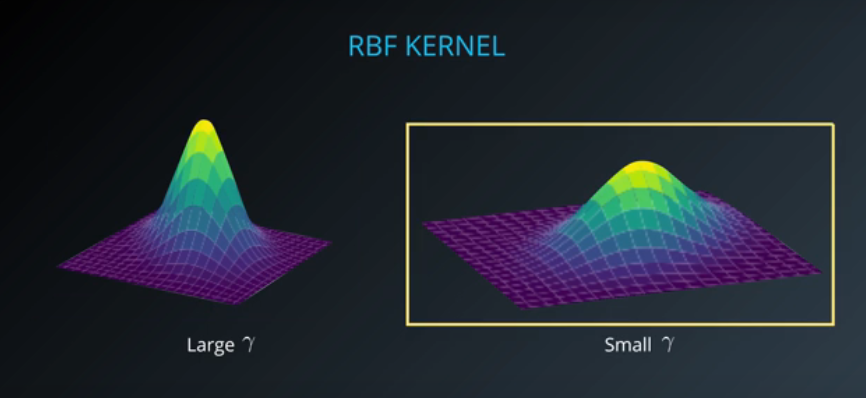 RBF KERNEL
Large γ
Small γ